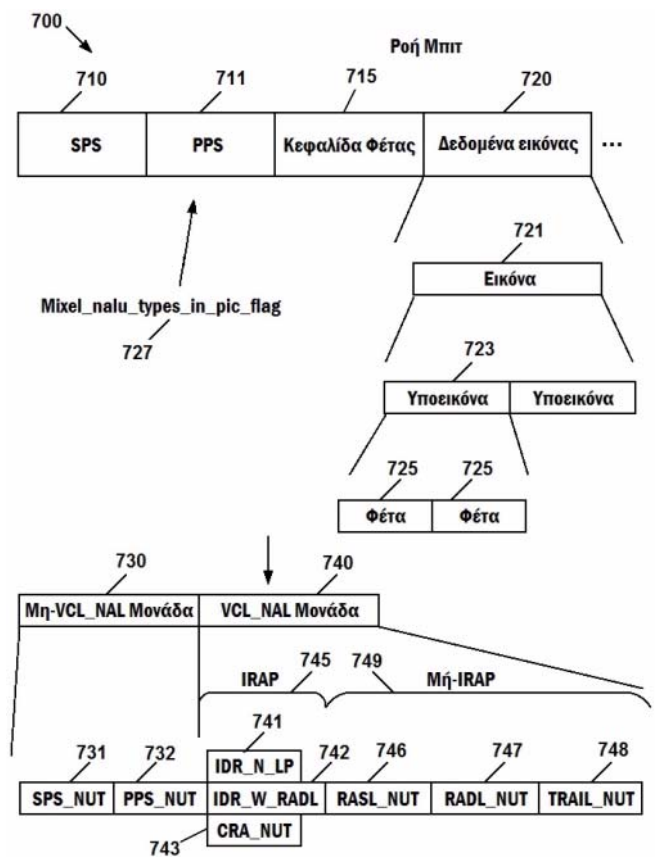 700
Ροή Μπιτ
710 711 715 720
SPS PPS Κεφαλίδα Φέτας Δεδομένα εικόνας ...
721
Εικόνα
Mixel_nalu_types_in_pic_flag
727
723
Υποεικόνα Υποεικόνα
725 725
Φέτα Φέτα
730 740
Μη-VCL_NAL Μονάδα VCL_NAL Μονάδα
745 749
IRAP Μή-IRAP
741
IDR_N_LP
731 732 742 746 747 748
SPS_NUT PPS_NUT IDR_W_RADL RASL_NUT RADL_NUT TRAIL_NUT
CRA_NUT
743